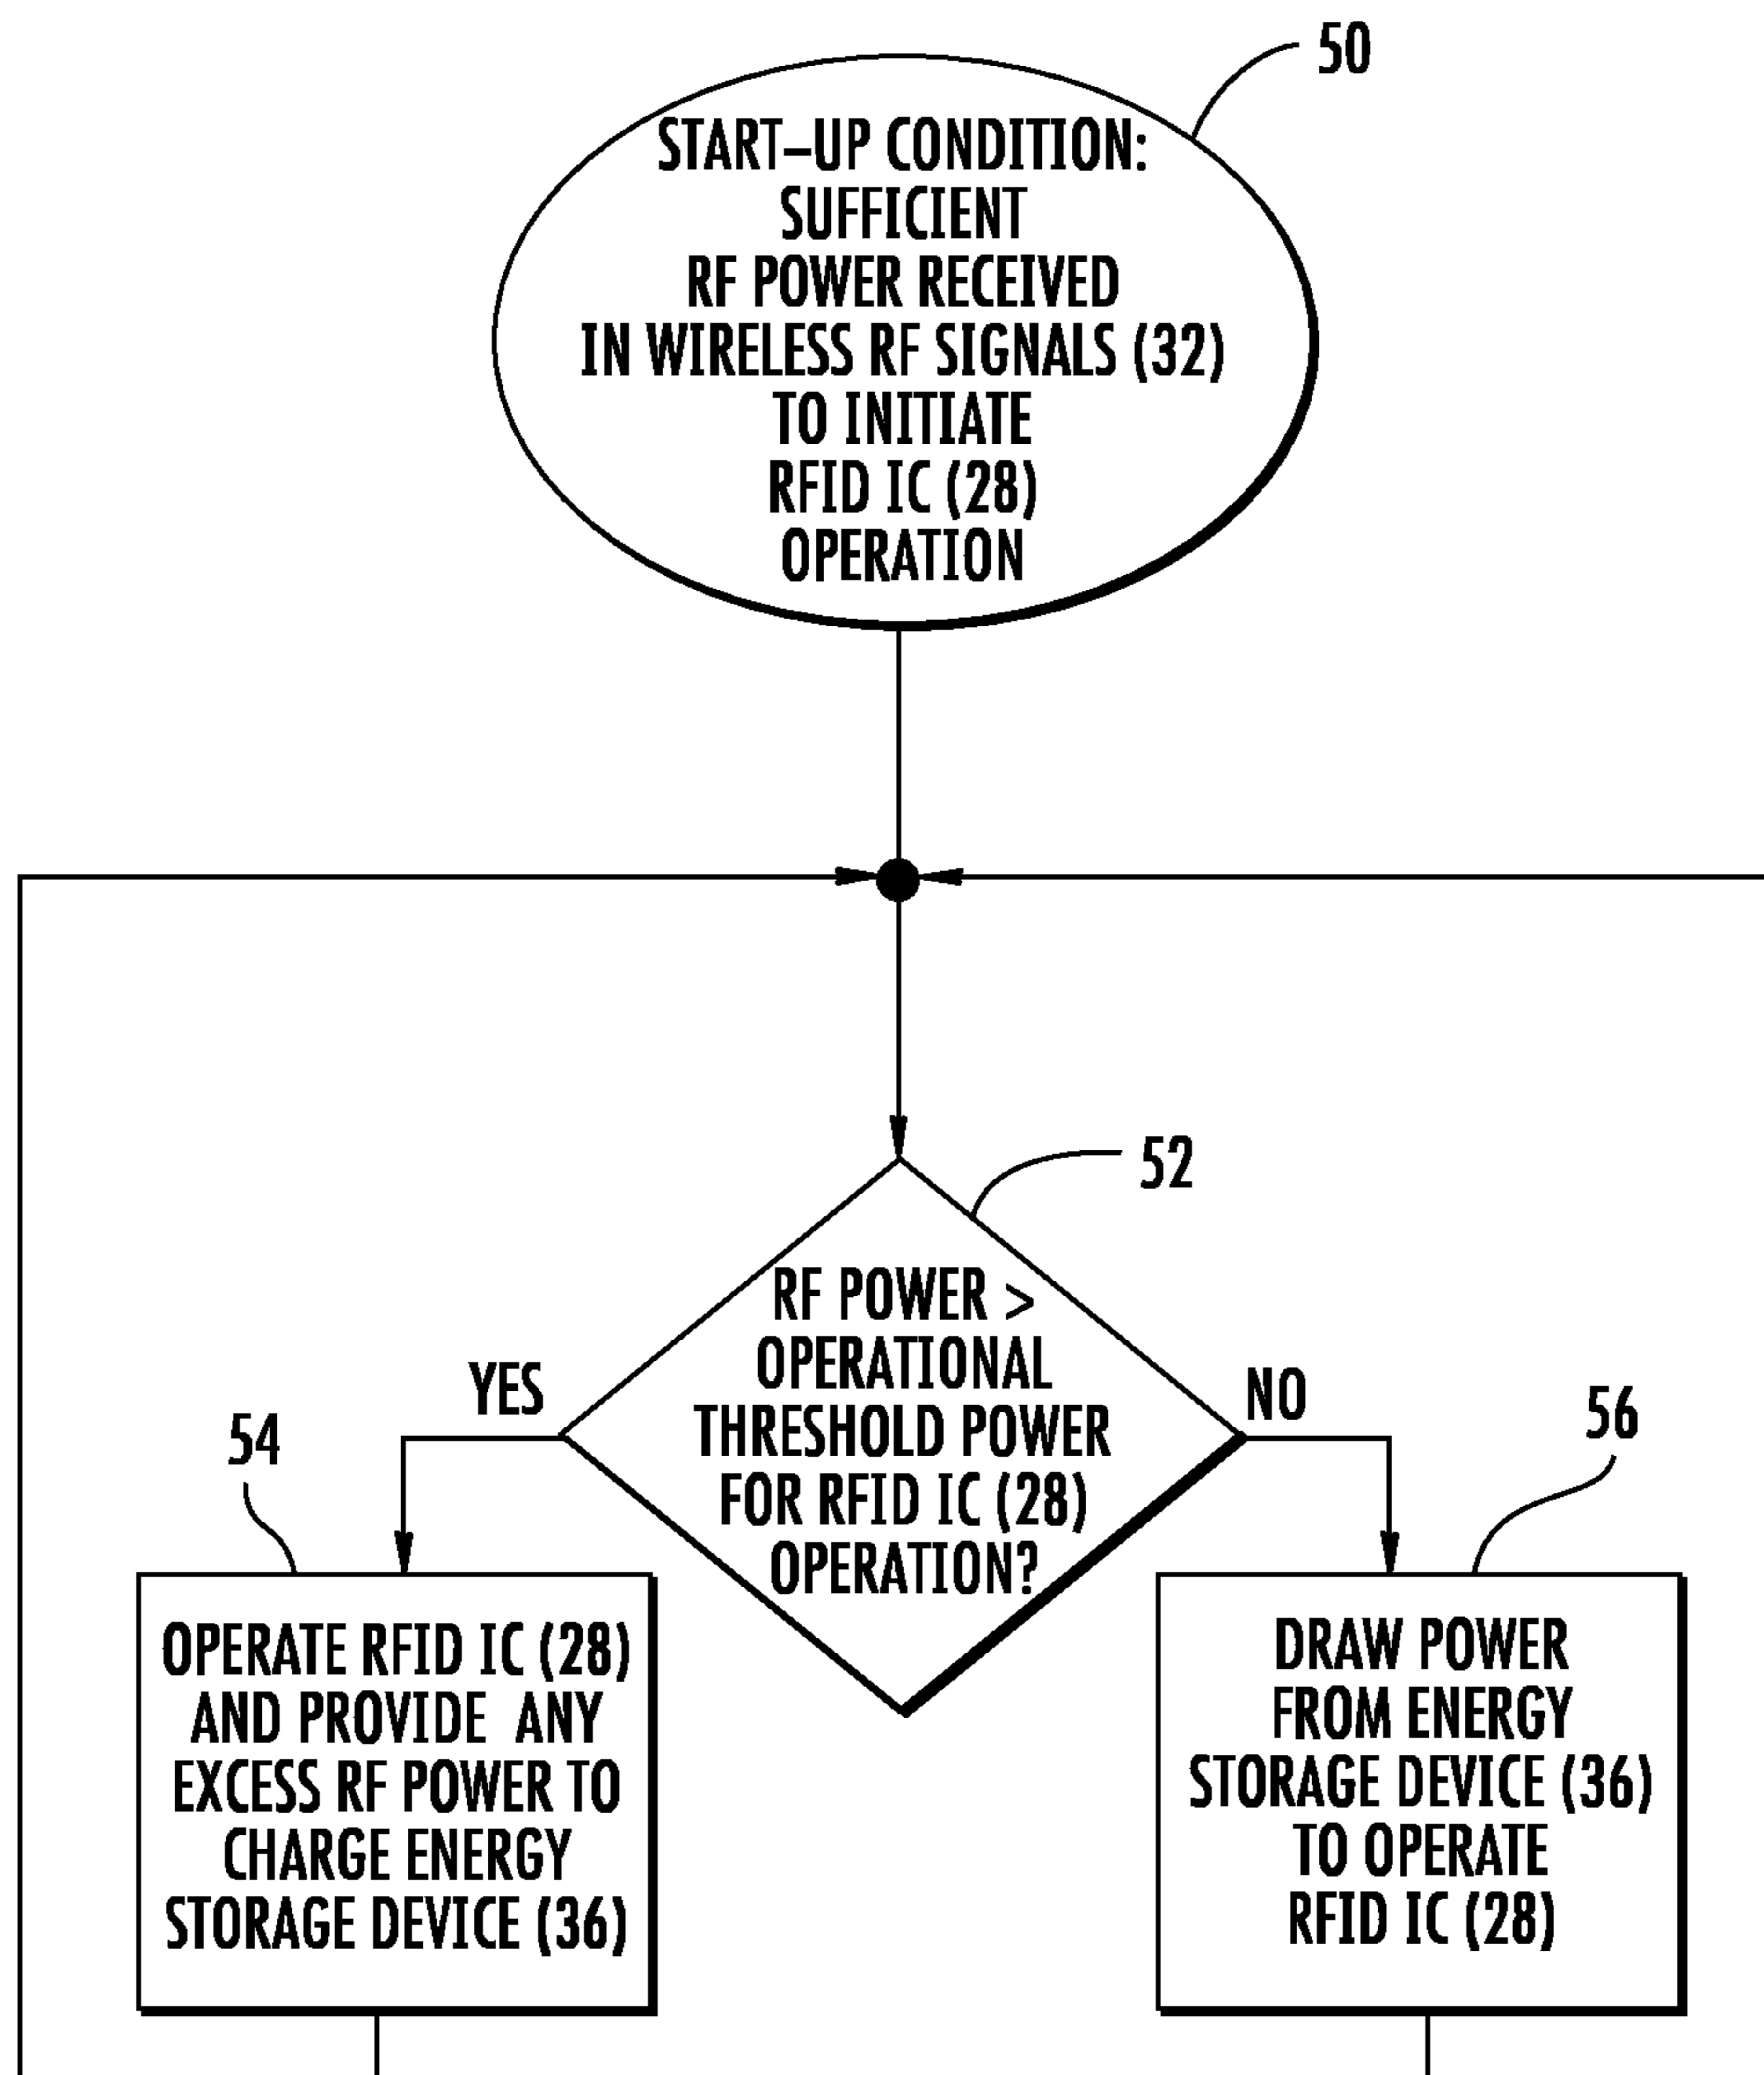 50
START–UP CONDITION:
SUFFICIENT
RF POWER RECEIVED
IN WIRELESS RF SIGNALS (32)
TO INITIATE
RFID IC (28)
OPERATION
52
RF POWER >
OPERATIONAL
THRESHOLD POWER
FOR RFID IC (28)
OPERATION?
YES
NO
54
OPERATE RFID IC (28)
AND PROVIDE ANY
EXCESS RF POWER TO
CHARGE ENERGY
STORAGE DEVICE (36)
56
DRAW POWER
FROM ENERGY
STORAGE DEVICE (36)
TO OPERATE
RFID IC (28)